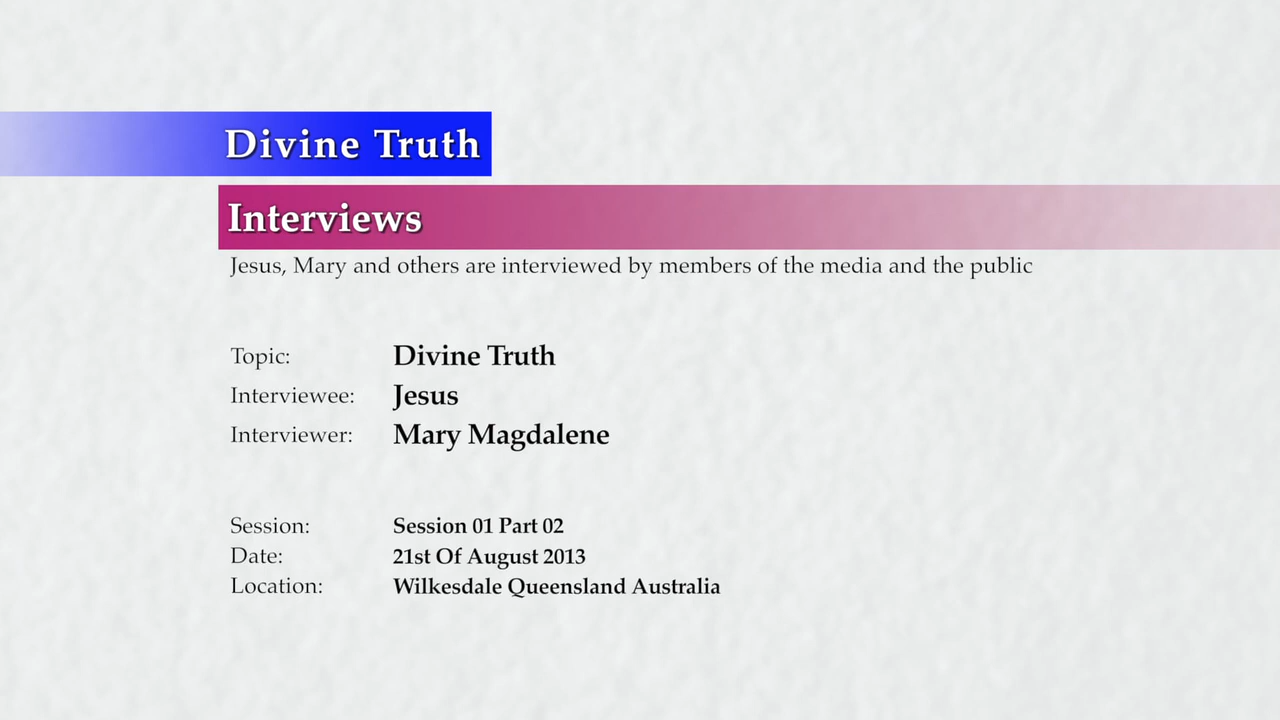 Divine Truth
Interviews
Jesus, Mary and others are interviewed by members of the media and the public
Topic: Divine Truth
Interviewee: Jesus
Interviewer: Mary Magdalene
Session: Session 01 Part 02
Date: 21st Of August 2013
Location: Wilkesdale Queensland Australia